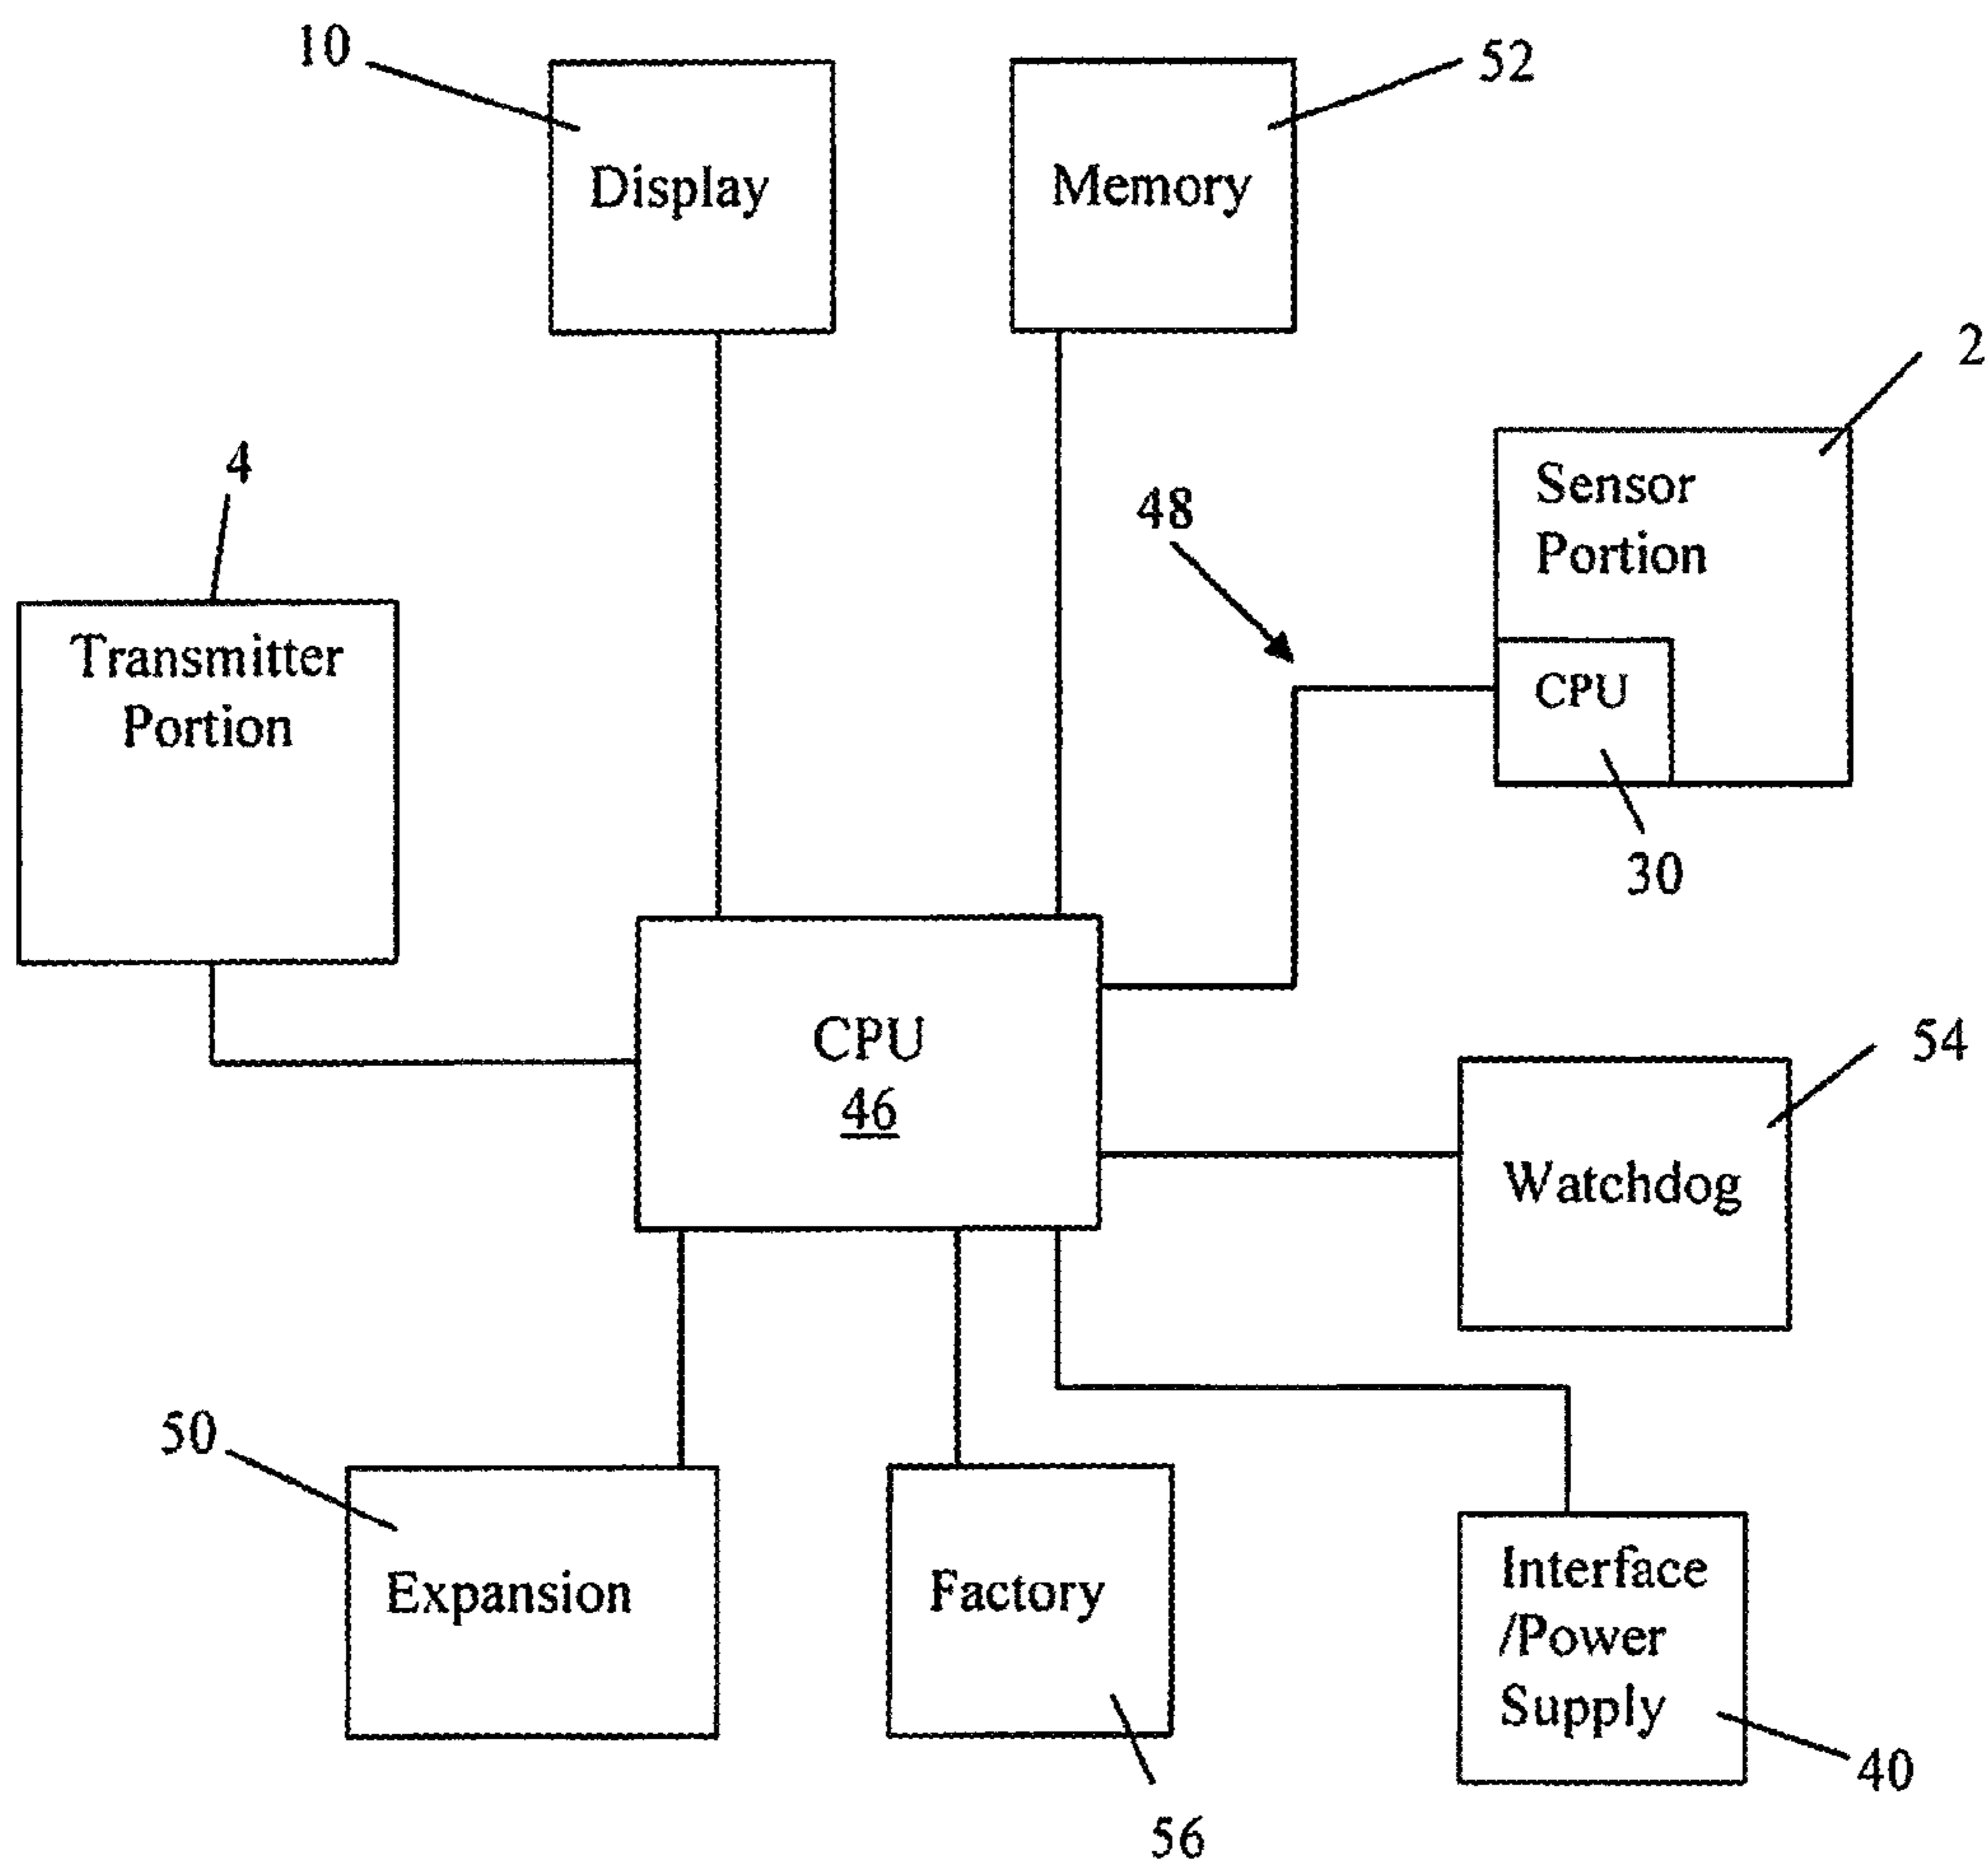 10
52
Display
Memory
2
4
Sensor
Portion
48
Transmitter
Portion
CPU
30
CPU
46
54
Watchdog
50
Expansion
Factory
Interface
/Power
Supply
40
56